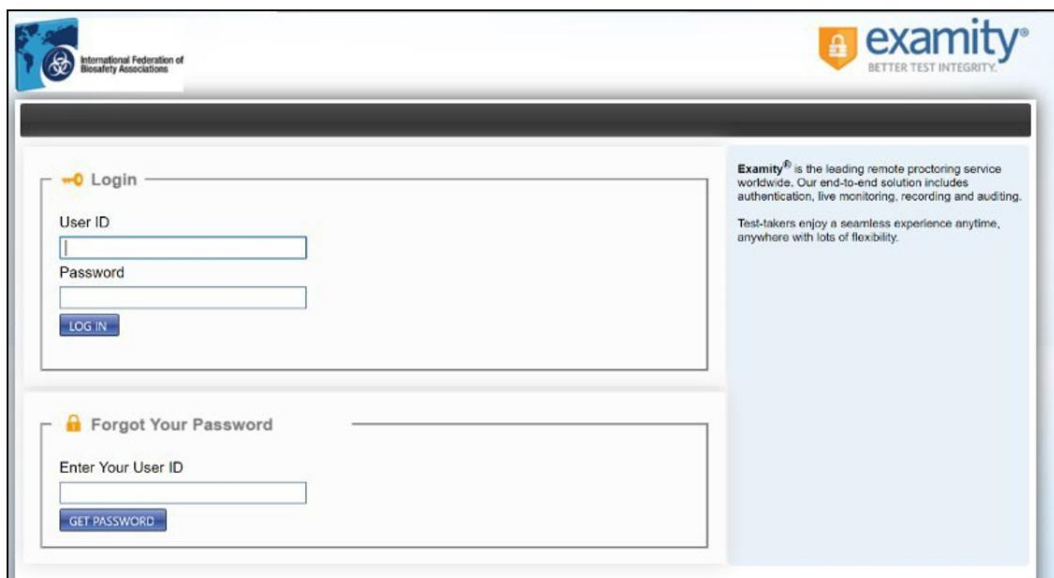 International Federation of
Biosafety Associations
examity®
BETTER TEST INTEGRITY.
Login
User ID
Password
LOG IN
Forgot Your Password
Enter Your User ID
GET PASSWORD
Examity® is the leading remote proctoring service
worldwide. Our end-to-end solution includes
authentication, live monitoring, recording and auditing.
Test-takers enjoy a seamless experience anytime,
anywhere with lots of flexibility.